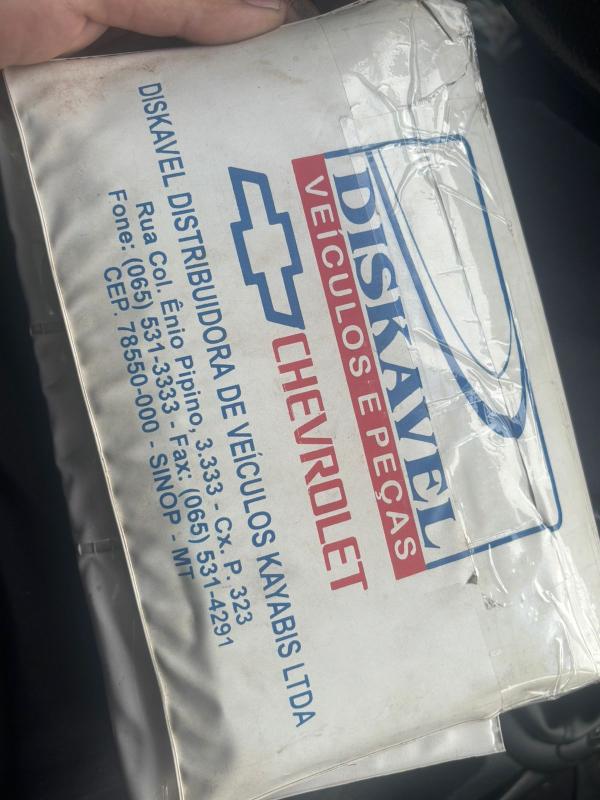 DISKAVEL
VEÍCULOS E PEÇAS
CHEVROLET
DISKAVEL DISTRIBUIDORA DE VEÍCULOS KAYABIS LTDA
Rua Col. Ênio Pipino, 3.333 - Cx. P. 323
Fone: (065) 531-3333 - Fax: (065) 531-4291
CEP. 78550-000 - SINOP - MT